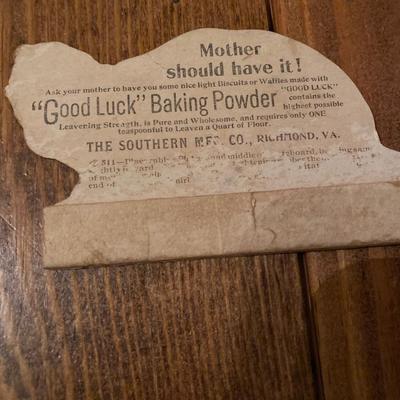 Mother
should have it!
Ask your mother to have you some nice light Biscuits or Waffles made with
"Good Luck" Baking Powder "GOOD LUCK" contains the highest possible
Leavening Strength, is Pure and Wholesome, and requires only ONE
teaspoonful to Leaven a Quart of Flour.
THE SOUTHERN MFG. CO., RICHMOND, VA.